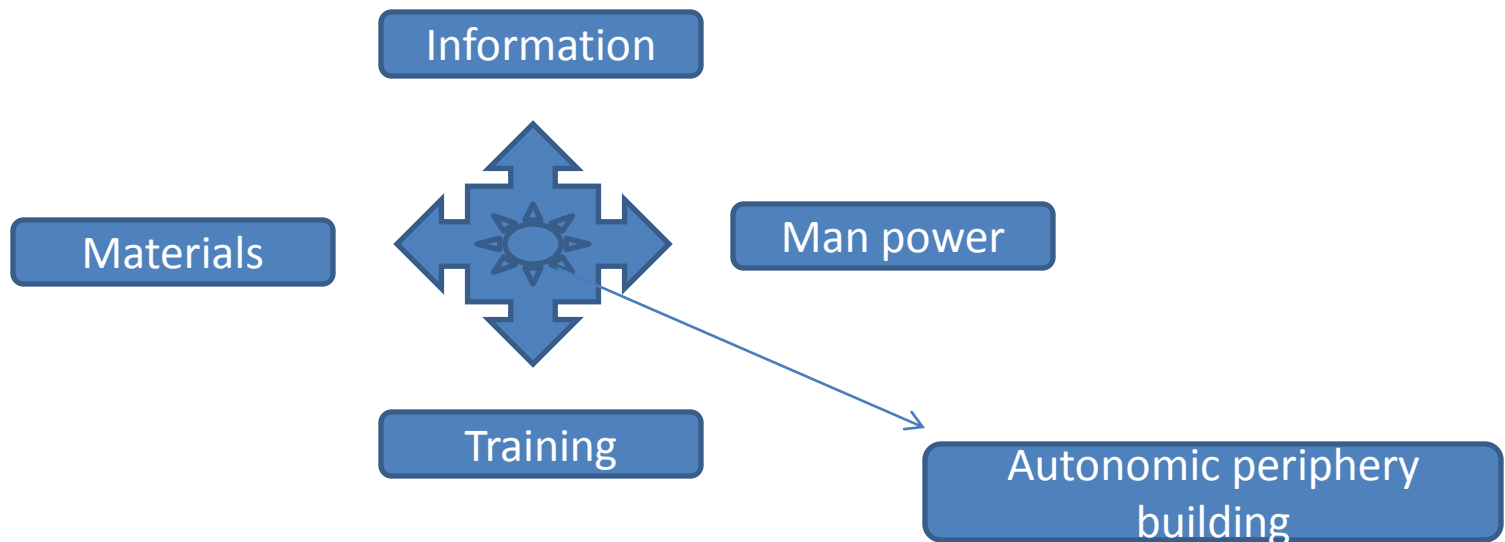 Information
Materials
Man power
Training
Autonomic periphery
building